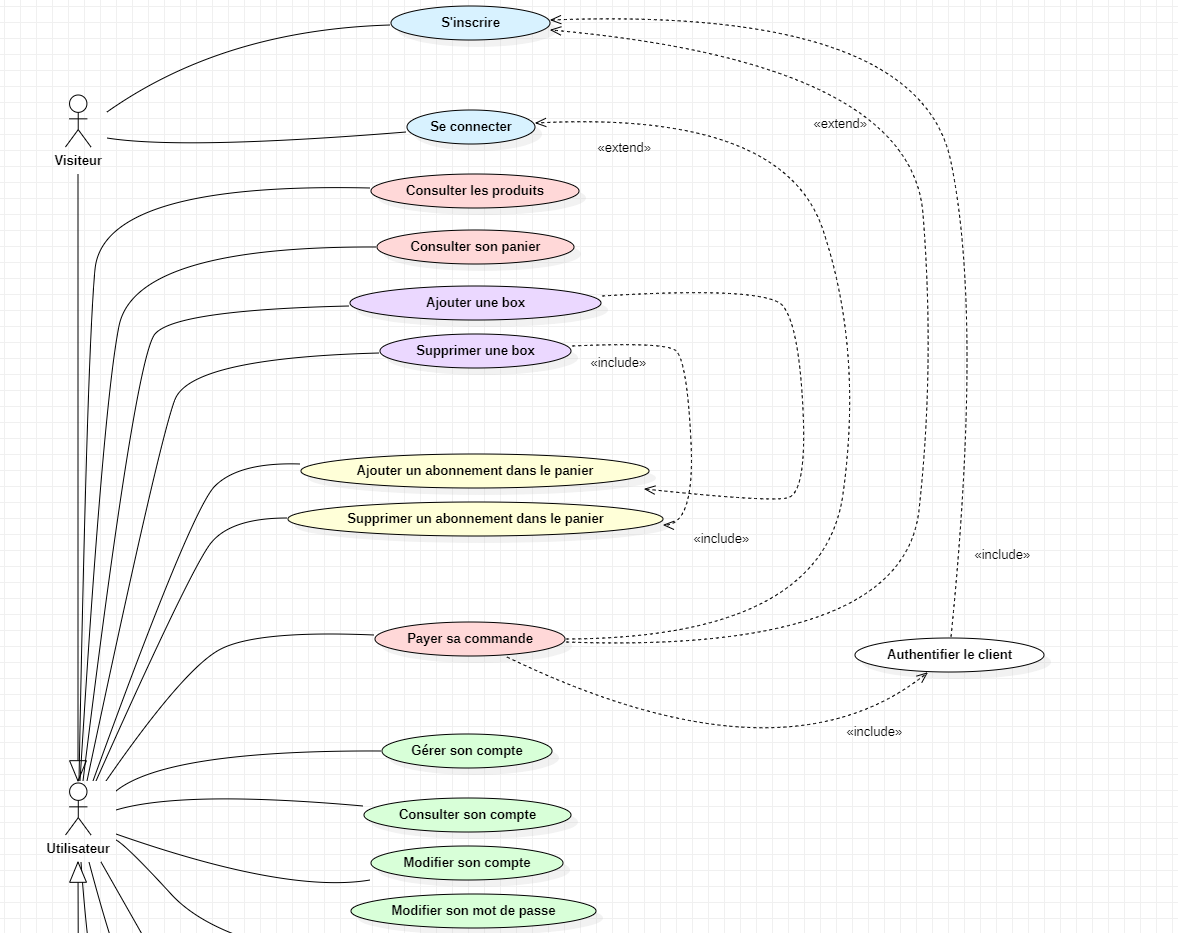 S'inscrire
«extend»
Se connecter
«extend»
Visiteur
Consulter les produits
Consulter son panier
Ajouter une box
Supprimer une box
«include»
Ajouter un abonnement dans le panier
Supprimer un abonnement dans le panier
«include»
«include»
Payer sa commande
Authentifier le client
«include»
Gérer son compte
Consulter son compte
Utilisateur
Modifier son compte
Modifier son mot de passe